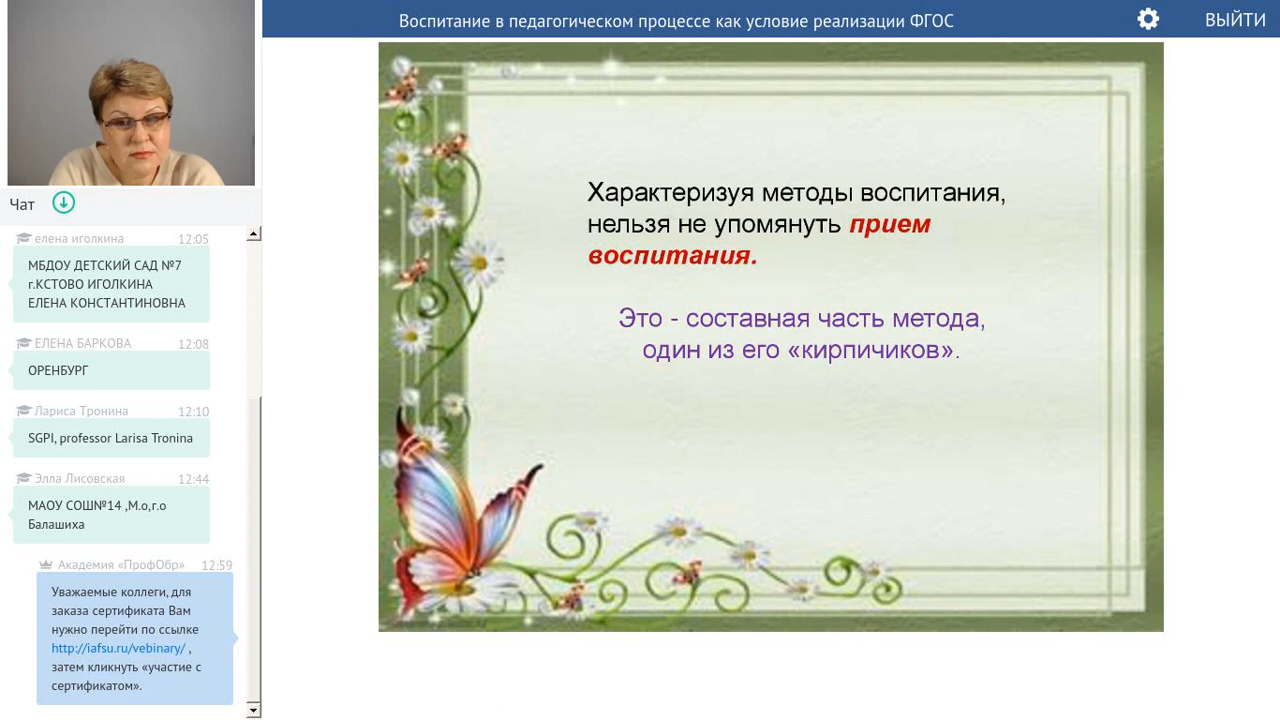 Воспитание в педагогическом процессе как условие реализации ФГОС
ВЫЙТИ
Чат
елена иголкина 12:05
МБДОУ ДЕТСКИЙ САД №7
г.КСТОВО ИГОЛКИНА
ЕЛЕНА КОНСТАНТИНОВНА
ЕЛЕНА БАРКОВА 12:08
ОРЕНБУРГ
Лариса Тронина 12:10
SGPI, professor Larisa Tronina
Элла Лисовская 12:44
МАОУ СОШ№14 ,М.о,г.о
Балашиха
Академия «ПрофОбр» 12:59
Уважаемые коллеги, для
заказа сертификата Вам
нужно перейти по ссылке
http://iafsu.ru/vebinary/ ,
затем кликнуть «участие с
сертификатом».
Характеризуя методы воспитания,
нельзя не упомянуть прием
воспитания.
Это - составная часть метода,
один из его «кирпичиков».